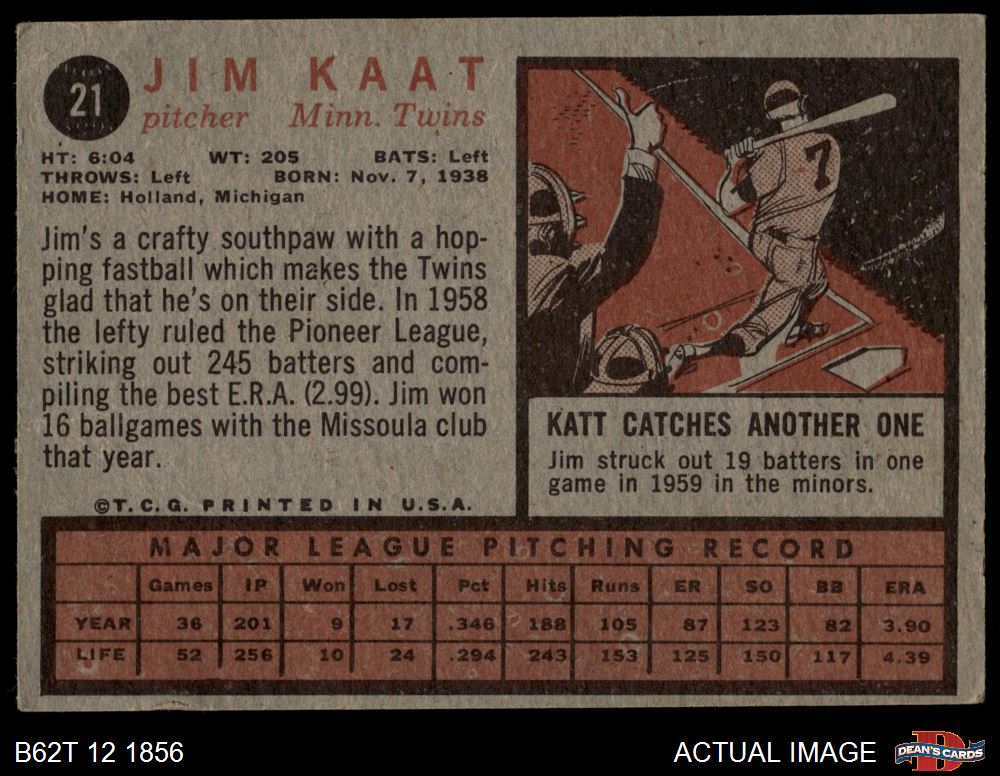 21
JIM KAAT
pitcher Minn. Twins
HT: 6:04 WT: 205 BATS: Left
THROWS: Left BORN: Nov. 7, 1938
HOME: Holland, Michigan
Jim's a crafty southpaw with a hop-
ping fastball which makes the Twins
glad that he's on their side. In 1958
the lefty ruled the Pioneer League,
striking out 245 batters and com-
piling the best E.R.A. (2.99). Jim won
16 ballgames with the Missoula club
that year.
©T.C.G. PRINTED IN U.S.A.
7
KATT CATCHES ANOTHER ONE
Jim struck out 19 batters in one
game in 1959 in the minors.
MAJOR LEAGUE PITCHING RECORD
Games IP Won Lost Pct Hits Runs ER SO BB ERA
YEAR 36 201 9 17 .346 188 105 87 123 82 3.90
LIFE 52 256 10 24 .294 243 153 125 150 117 4.39
B62T 12 1856
ACTUAL IMAGE
D
DEAN'S CARDS